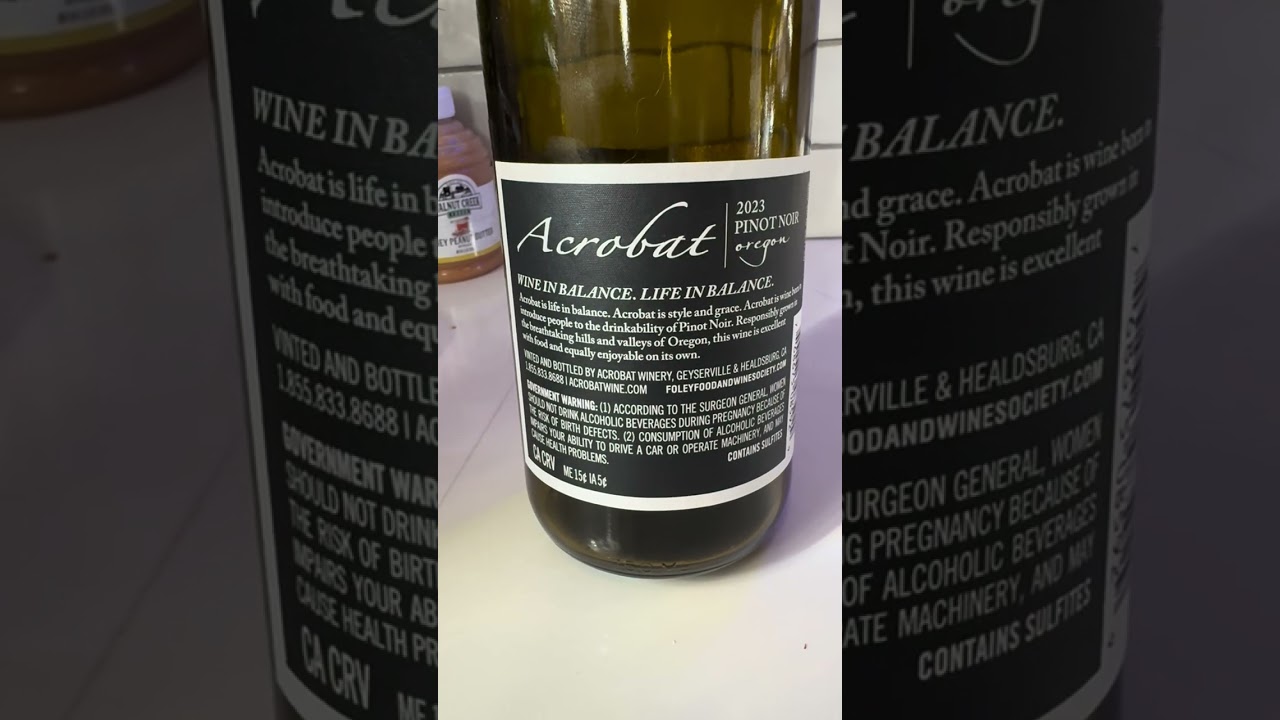 Acrobat
2023
PINOT NOIR
oregon
WINE IN BALANCE. LIFE IN BALANCE.
Acrobat is life in balance. Acrobat is style and grace. Acrobat is wine born to
introduce people to the drinkability of Pinot Noir. Responsibly grown in
the breathtaking hills and valleys of Oregon, this wine is excellent
with food and equally enjoyable on its own.
VINTED AND BOTTLED BY ACROBAT WINERY, GEYSERVILLE & HEALDSBURG, CA
1.855.833.8688 | ACROBATWINE.COM FOLEYFOODANDWINESOCIETY.COM
GOVERNMENT WARNING: (1) ACCORDING TO THE SURGEON GENERAL, WOMEN
SHOULD NOT DRINK ALCOHOLIC BEVERAGES DURING PREGNANCY BECAUSE OF
THE RISK OF BIRTH DEFECTS. (2) CONSUMPTION OF ALCOHOLIC BEVERAGES
IMPAIRS YOUR ABILITY TO DRIVE A CAR OR OPERATE MACHINERY, AND MAY
CAUSE HEALTH PROBLEMS.
CONTAINS SULFITES
CA CRV ME 15¢ IA 5¢
ALNUT CREEK
EY PEANUT BUTTER